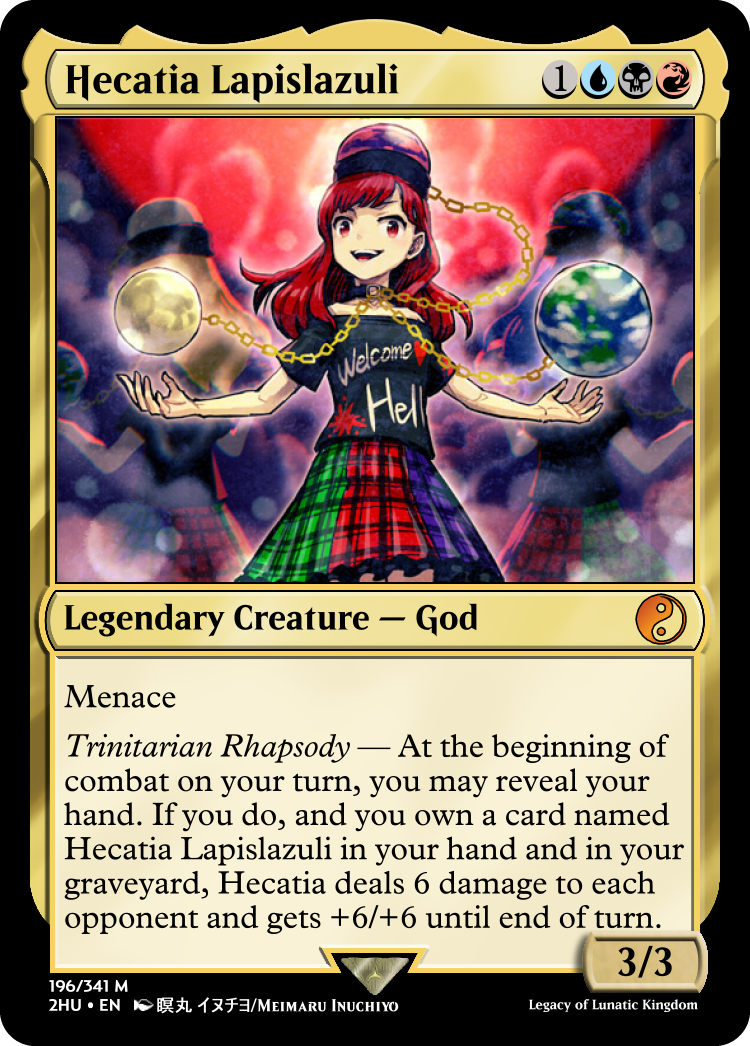 Hecatia Lapislazuli
1
Welcome
Hell
Legendary Creature — God
Menace
Trinitarian Rhapsody — At the beginning of
combat on your turn, you may reveal your
hand. If you do, and you own a card named
Hecatia Lapislazuli in your hand and in your
graveyard, Hecatia deals 6 damage to each
opponent and gets +6/+6 until end of turn.
3/3
196/341 M
2HU • EN 瞑丸 イヌチヨ/Meimaru Inuchiyo
Legacy of Lunatic Kingdom